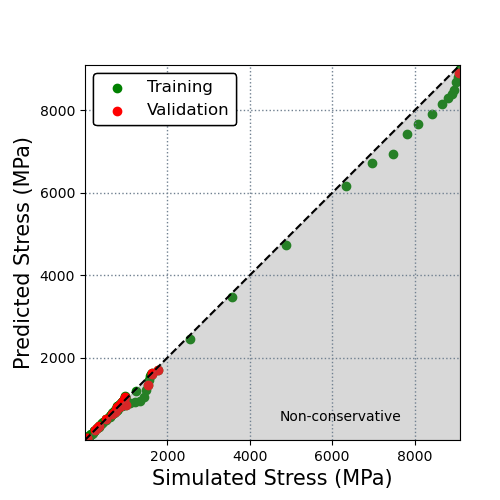 Training
Validation
8000
6000
4000
2000
Predicted Stress (MPa)
Non-conservative
2000
4000
6000
8000
Simulated Stress (MPa)